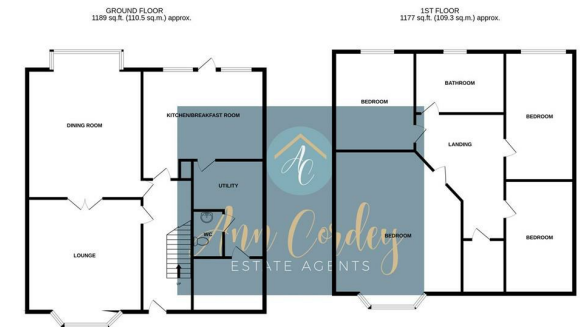 GROUND FLOOR
1189 sq.ft. (110.5 sq.m.) approx.
1ST FLOOR
1177 sq.ft. (109.3 sq.m.) approx.
DINING ROOM
KITCHEN/BREAKFAST ROOM
UTILITY
WC
LOUNGE
BEDROOM
BATHROOM
BEDROOM
LANDING
BEDROOM
BEDROOM
AC
Ann Cordey
ESTATE AGENTS